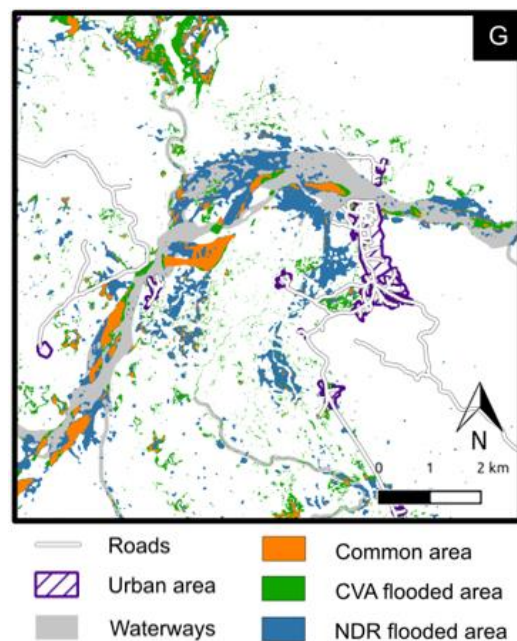 G
N
0 1 2 km
Roads
Common area
Urban area
CVA flooded area
Waterways
NDR flooded area